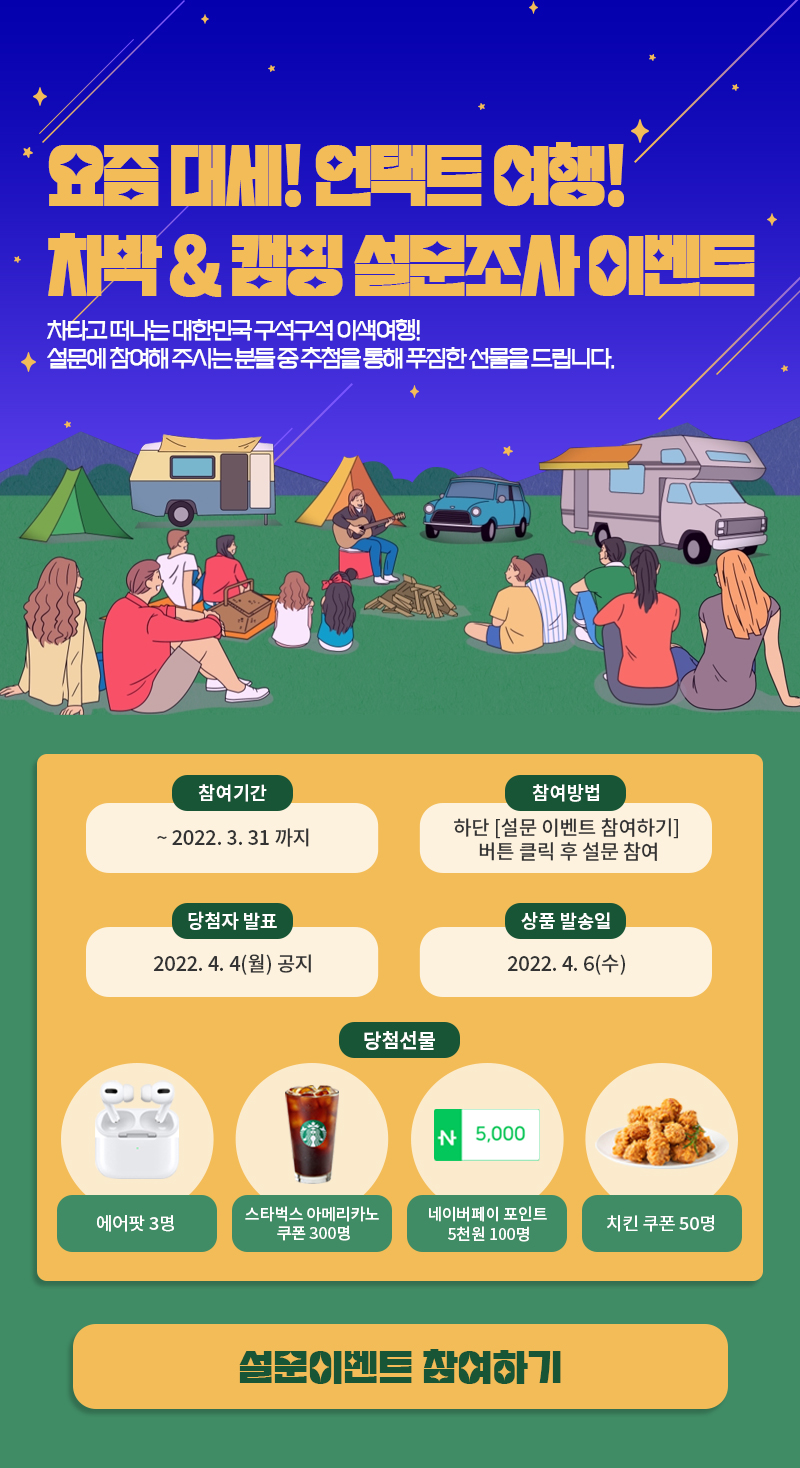 요즘 대세! 언택트 여행!
차박 & 캠핑 설문조사 이벤트
차타고 떠나는 대한민국 구석구석 이색여행!
설문에 참여해 주시는 분들 중 추첨을 통해 푸짐한 선물을 드립니다.
참여기간
~ 2022. 3. 31 까지
참여방법
하단 [설문 이벤트 참여하기]
버튼 클릭 후 설문 참여
당첨자 발표
2022. 4. 4(월) 공지
상품 발송일
2022. 4. 6(수)
당첨선물
5,000
에어팟 3명
스타벅스 아메리카노
쿠폰 300명
네이버페이 포인트
5천원 100명
치킨 쿠폰 50명
설문이벤트 참여하기